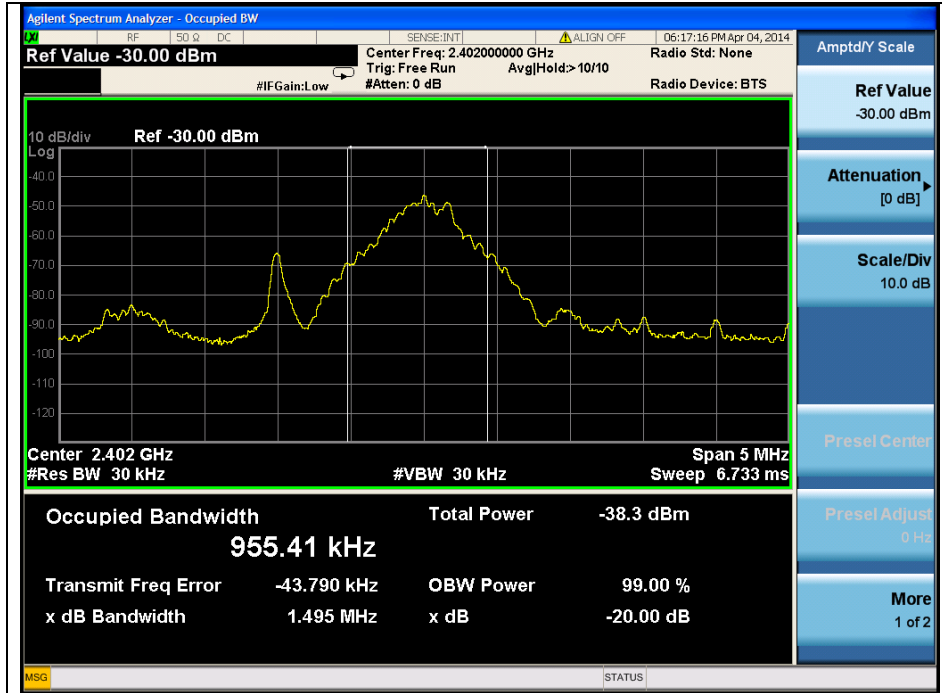 Agilent Spectrum Analyzer - Occupied BW
LXI RF 50 Ω DC SENSE:INT ALIGN OFF 06:17:16 PM Apr 04, 2014
Ref Value -30.00 dBm
Center Freq: 2.402000000 GHz
Radio Std: None
Trig: Free Run Avg|Hold:> 10/10
#IFGain:Low #Atten: 0 dB Radio Device: BTS
10 dB/div Ref -30.00 dBm
Log
-40.0
-50.0
-60.0
-70.0
-80.0
-90.0
-100
-110
-120
Center 2.402 GHz Span 5 MHz
#Res BW 30 kHz #VBW 30 kHz Sweep 6.733 ms
Occupied Bandwidth Total Power -38.3 dBm
955.41 kHz
Transmit Freq Error -43.790 kHz OBW Power 99.00 %
x dB Bandwidth 1.495 MHz x dB -20.00 dB
Amptd/Y Scale
Ref Value
-30.00 dBm
Attenuation
[0 dB]
Scale/Div
10.0 dB
Presel Center
Presel Adjust
0 Hz
More
1 of 2
MSG STATUS